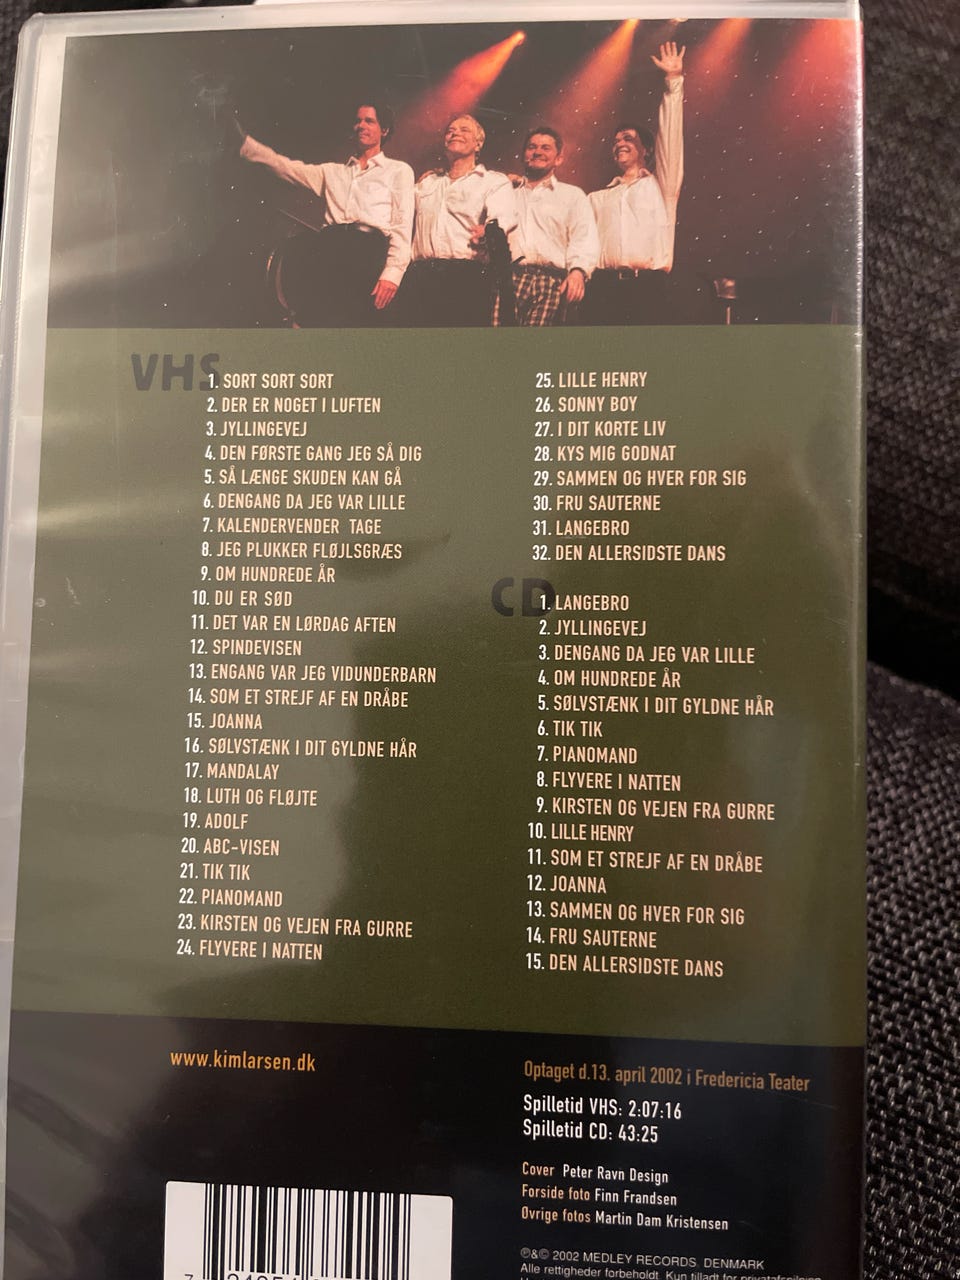 VHS
1. SORT SORT SORT
2. DER ER NOGET I LUFTEN
3. JYLLINGEVEJ
4. DEN FØRSTE GANG JEG SÅ DIG
5. SÅ LÆNGE SKUDEN KAN GÅ
6. DENGANG DA JEG VAR LILLE
7. KALENDERVENDER TAGE
8. JEG PLUKKER FLØJLSGRÆS
9. OM HUNDREDE ÅR
10. DU ER SØD
11. DET VAR EN LØRDAG AFTEN
12. SPINDEVISEN
13. ENGANG VAR JEG VIDUNDERBARN
14. SOM ET STREJF AF EN DRÅBE
15. JOANNA
16. SØLVSTÆNK I DIT GYLDNE HÅR
17. MANDALAY
18. LUTH OG FLØJTE
19. ADOLF
20. ABC-VISEN
21. TIK TIK
22. PIANOMAND
23. KIRSTEN OG VEJEN FRA GURRE
24. FLYVERE I NATTEN
25. LILLE HENRY
26. SONNY BOY
27. I DIT KORTE LIV
28. KYS MIG GODNAT
29. SAMMEN OG HVER FOR SIG
30. FRU SAUTERNE
31. LANGEBRO
32. DEN ALLERSIDSTE DANS
CD
1. LANGEBRO
2. JYLLINGEVEJ
3. DENGANG DA JEG VAR LILLE
4. OM HUNDREDE ÅR
5. SØLVSTÆNK I DIT GYLDNE HÅR
6. TIK TIK
7. PIANOMAND
8. FLYVERE I NATTEN
9. KIRSTEN OG VEJEN FRA GURRE
10. LILLE HENRY
11. SOM ET STREJF AF EN DRÅBE
12. JOANNA
13. SAMMEN OG HVER FOR SIG
14. FRU SAUTERNE
15. DEN ALLERSIDSTE DANS
www.kimlarsen.dk
Optaget d.13. april 2002 i Fredericia Teater
Spilletid VHS: 2:07:16
Spilletid CD: 43:25
Cover Peter Ravn Design
Forside foto Finn Frandsen
Øvrige fotos Martin Dam Kristensen
℗&© 2002 MEDLEY RECORDS, DENMARK
Alle rettigheder forbeholdt. Kun tilladt for